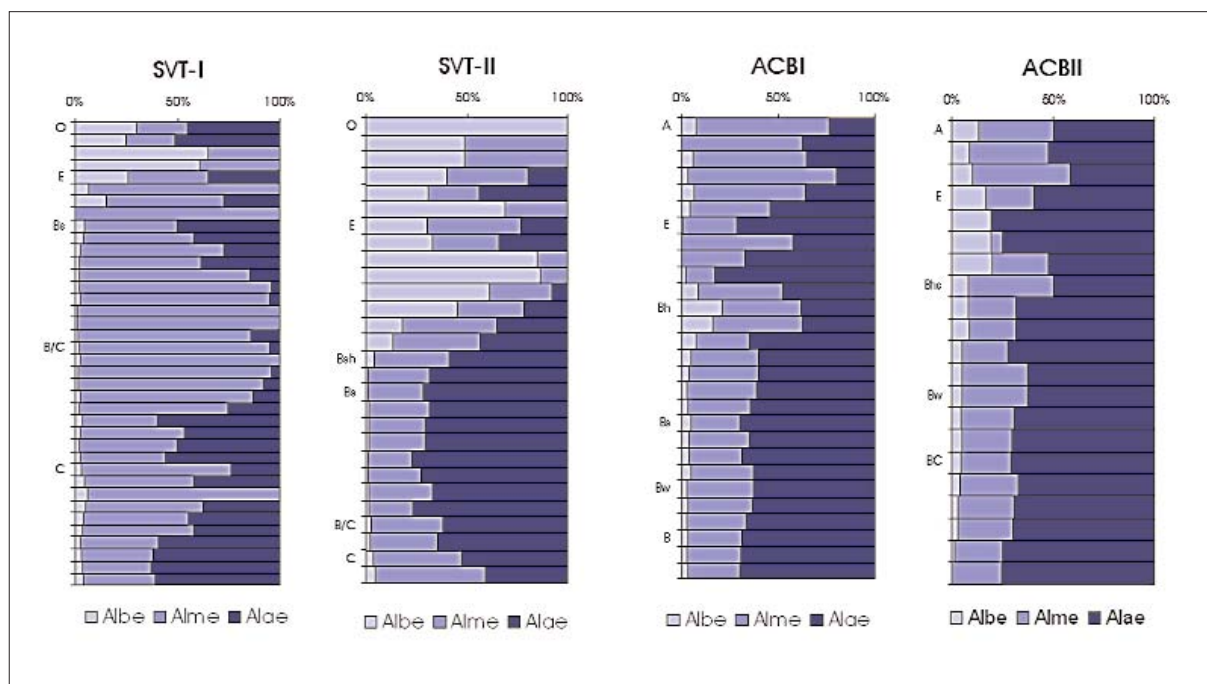 SVT-I
0% 50% 100%
O
E
Bs
B/C
C
Albe Alme Alae
SVT-II
0% 50% 100%
O
E
Bsh
Bs
B/C
C
Albe Alme Alae
ACBI
0% 50% 100%
A
E
Bh
Bs
Bw
B
Albe Alme Alae
ACBII
0% 50% 100%
A
E
Bhs
Bw
BC
Albe Alme Alae